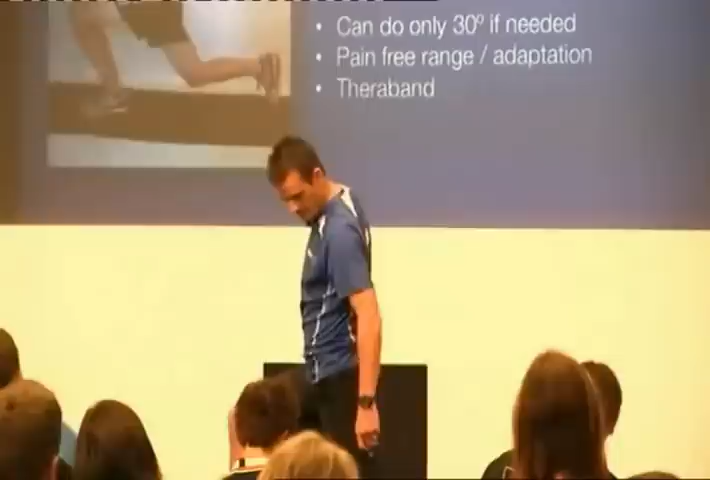 • Can do only 30º if needed
• Pain free range / adaptation
• Theraband